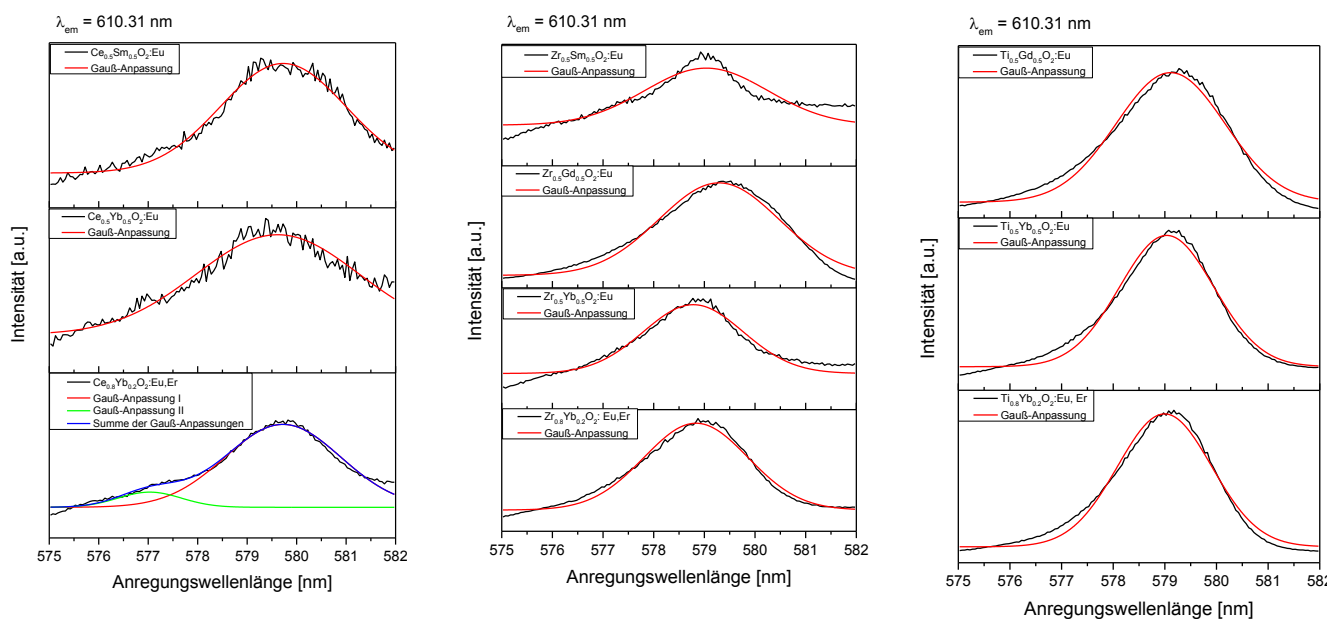 λem = 610.31 nm
Ce0.5Sm0.5O2:Eu
Gauß-Anpassung
Ce0.5Yb0.5O2:Eu
Gauß-Anpassung
Ce0.8Yb0.2O2:Eu,Er
Gauß-Anpassung I
Gauß-Anpassung II
Summe der Gauß-Anpassungen
Intensität [a.u.]
575 576 577 578 579 580 581 582
Anregungswellenlänge [nm]
λem = 610.31 nm
Zr0.5Sm0.5O2:Eu
Gauß-Anpassung
Zr0.5Gd0.5O2:Eu
Gauß-Anpassung
Zr0.5Yb0.5O2:Eu
Gauß-Anpassung
Zr0.8Yb0.2O2: Eu,Er
Gauß-Anpassung
Intensität [a.u.]
575 576 577 578 579 580 581 582
Anregungswellenlänge [nm]
λem = 610.31 nm
Ti0.5Gd0.5O2:Eu
Gauß-Anpassung
Ti0.5Yb0.5O2:Eu
Gauß-Anpassung
Ti0.8Yb0.2O2:Eu, Er
Gauß-Anpassung
Intensität [a.u.]
575 576 577 578 579 580 581 582
Anregungswellenlänge [nm]